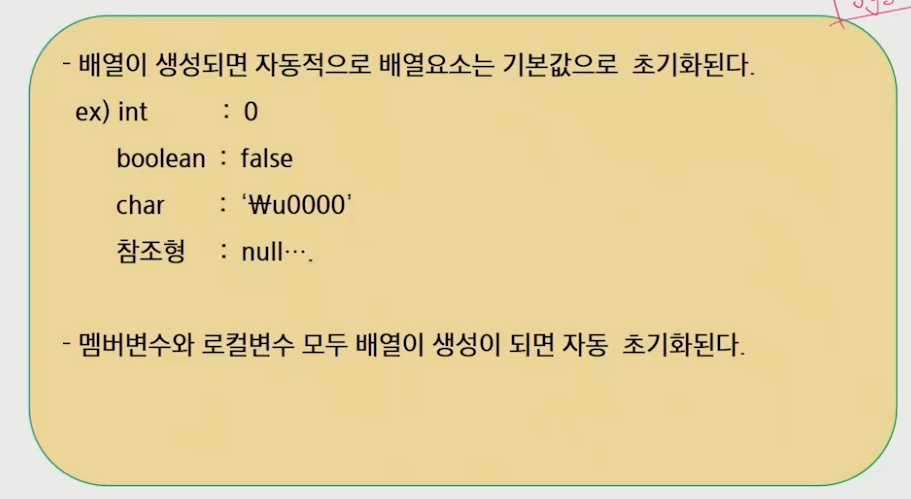 - 배열이 생성되면 자동적으로 배열요소는 기본값으로 초기화된다.
ex) int : 0
boolean : false
char : ‘₩u0000’
참조형 : null….
- 멤버변수와 로컬변수 모두 배열이 생성이 되면 자동 초기화된다.